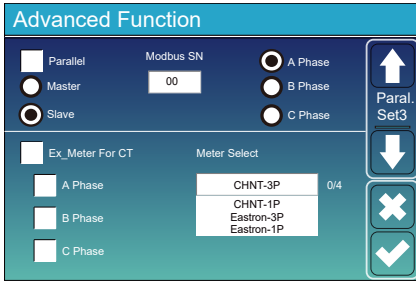 Advanced Function
Parallel
Modbus SN
A Phase
Master
00
B Phase
Slave
C Phase
Paral.
Set3
Ex_Meter For CT
Meter Select
A Phase
CHNT-3P
0/4
CHNT-1P
B Phase
Eastron-3P
Eastron-1P
C Phase